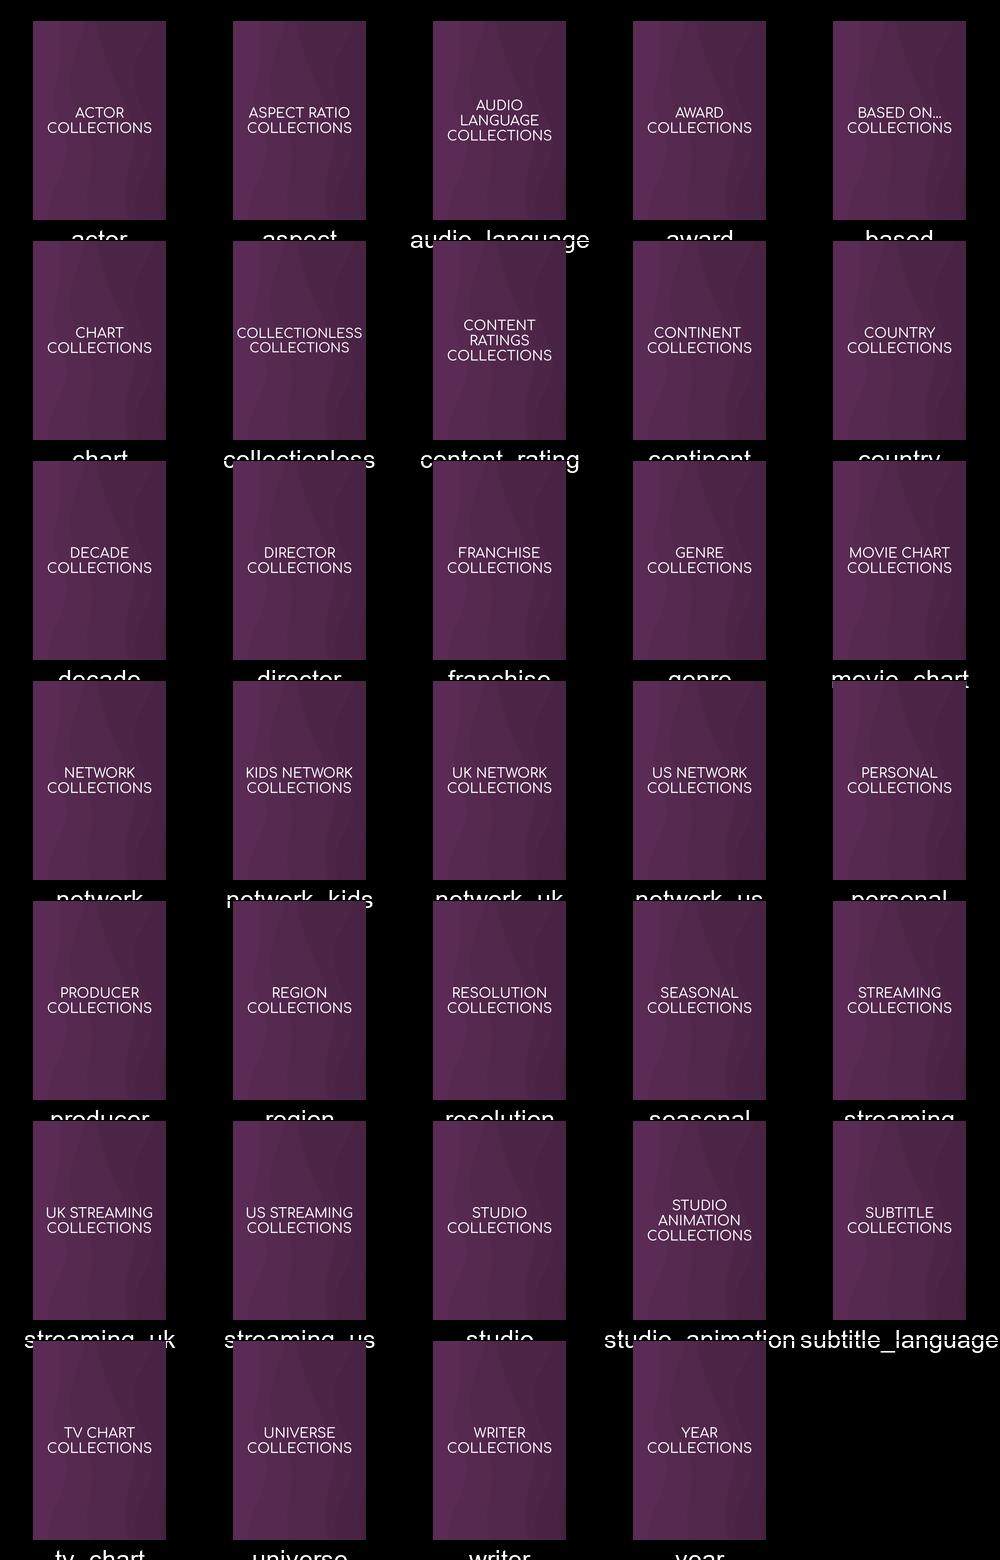 ACTOR
COLLECTIONS
ASPECT RATIO
COLLECTIONS
AUDIO
LANGUAGE
COLLECTIONS
AWARD
COLLECTIONS
BASED ON...
COLLECTIONS
actor
aspect
audio_language
award
based
CHART
COLLECTIONS
COLLECTIONLESS
COLLECTIONS
CONTENT
RATINGS
COLLECTIONS
CONTINENT
COLLECTIONS
COUNTRY
COLLECTIONS
chart
collectionless
content_rating
continent
country
DECADE
COLLECTIONS
DIRECTOR
COLLECTIONS
FRANCHISE
COLLECTIONS
GENRE
COLLECTIONS
MOVIE CHART
COLLECTIONS
decade
director
franchise
genre
movie_chart
NETWORK
COLLECTIONS
KIDS NETWORK
COLLECTIONS
UK NETWORK
COLLECTIONS
US NETWORK
COLLECTIONS
PERSONAL
COLLECTIONS
network
network_kids
network_uk
network_us
personal
PRODUCER
COLLECTIONS
REGION
COLLECTIONS
RESOLUTION
COLLECTIONS
SEASONAL
COLLECTIONS
STREAMING
COLLECTIONS
producer
region
resolution
seasonal
streaming
UK STREAMING
COLLECTIONS
US STREAMING
COLLECTIONS
STUDIO
COLLECTIONS
STUDIO
ANIMATION
COLLECTIONS
SUBTITLE
COLLECTIONS
streaming_uk
streaming_us
studio
studio_animation
subtitle_language
TV CHART
COLLECTIONS
UNIVERSE
COLLECTIONS
WRITER
COLLECTIONS
YEAR
COLLECTIONS
tv_chart
universe
writer
year